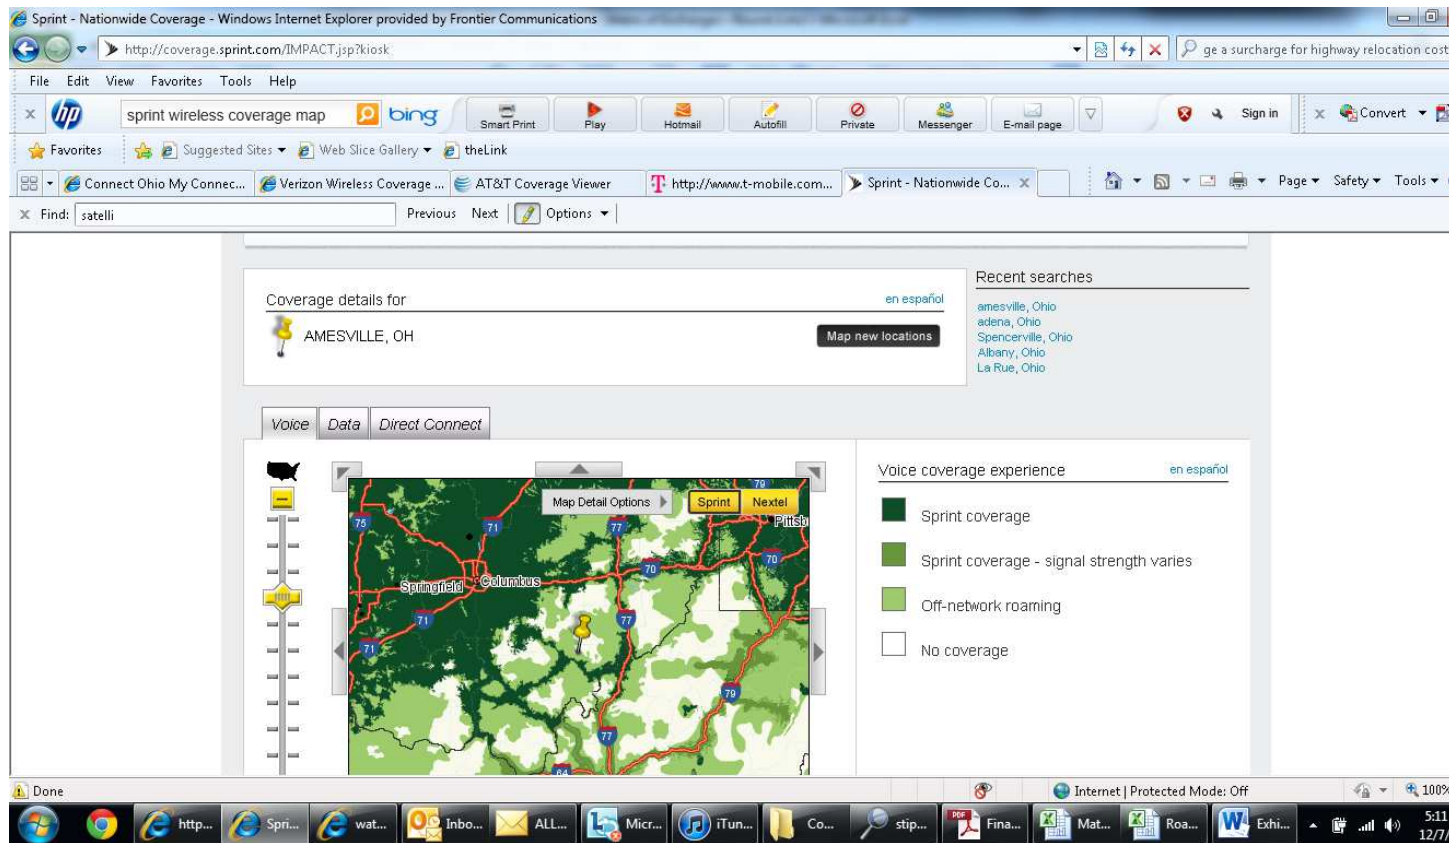 Sprint - Nationwide Coverage - Windows Internet Explorer provided by Frontier Communications
http://coverage.sprint.com/IMPACT.jsp?kiosk
ge a surcharge for highway relocation cost
File Edit View Favorites Tools Help
hp sprint wireless coverage map bing Smart Print Play Hotmail Autofill Private Messenger E-mail page Sign in Convert
Favorites Suggested Sites Web Slice Gallery theLink
Connect Ohio My Connec... Verizon Wireless Coverage ... AT&T Coverage Viewer http://www.t-mobile.com... Sprint - Nationwide Co... Page Safety Tools
Find: satelli Previous Next Options
Recent searches
Coverage details for en español
amesville, Ohio
adena, Ohio
AMESVILLE, OH Map new locations
Spencerville, Ohio
Albany, Ohio
La Rue, Ohio
Voice Data Direct Connect
Voice coverage experience en español
Map Detail Options Sprint Nextel
79 79
Pittsb
75 71 77
Sprint coverage
70 70
Sprint coverage - signal strength varies
Springfield Columbus
Off-network roaming
71 77
71
No coverage
79
77
64
Done Internet | Protected Mode: Off 100%
http... Spri... wat... Inbo... ALL... Micr... iTun... Co... stip... Fina... Mat... Roa... Exhi... 5:11
12/7/